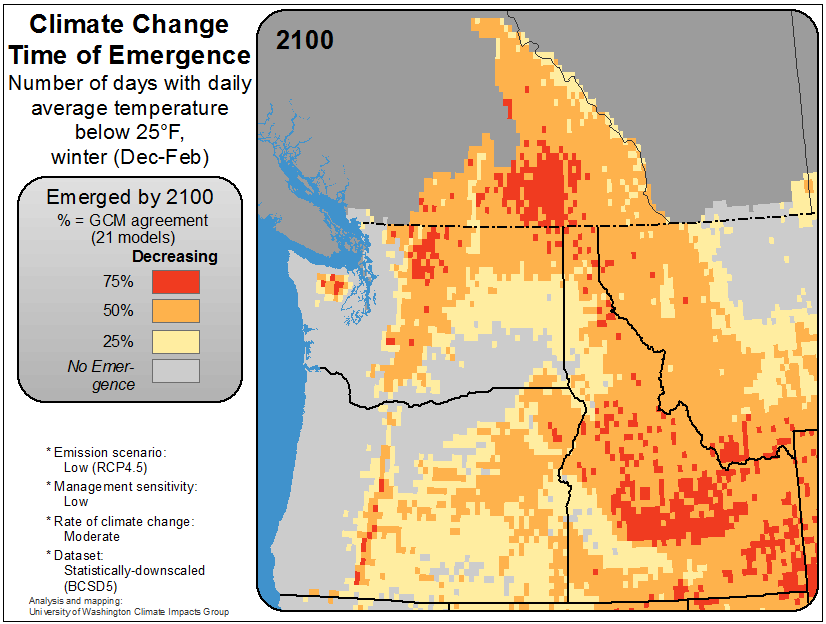 Climate Change
Time of Emergence
Number of days with daily
average temperature
below 25°F,
winter (Dec-Feb)
2100
Emerged by 2100
% = GCM agreement
(21 models)
Decreasing
75%
50%
25%
No Emer-
gence
* Emission scenario:
Low (RCP4.5)
* Management sensitivity:
Low
* Rate of climate change:
Moderate
* Dataset:
Statistically-downscaled
(BCSD5)
Analysis and mapping:
University of Washington Climate Impacts Group